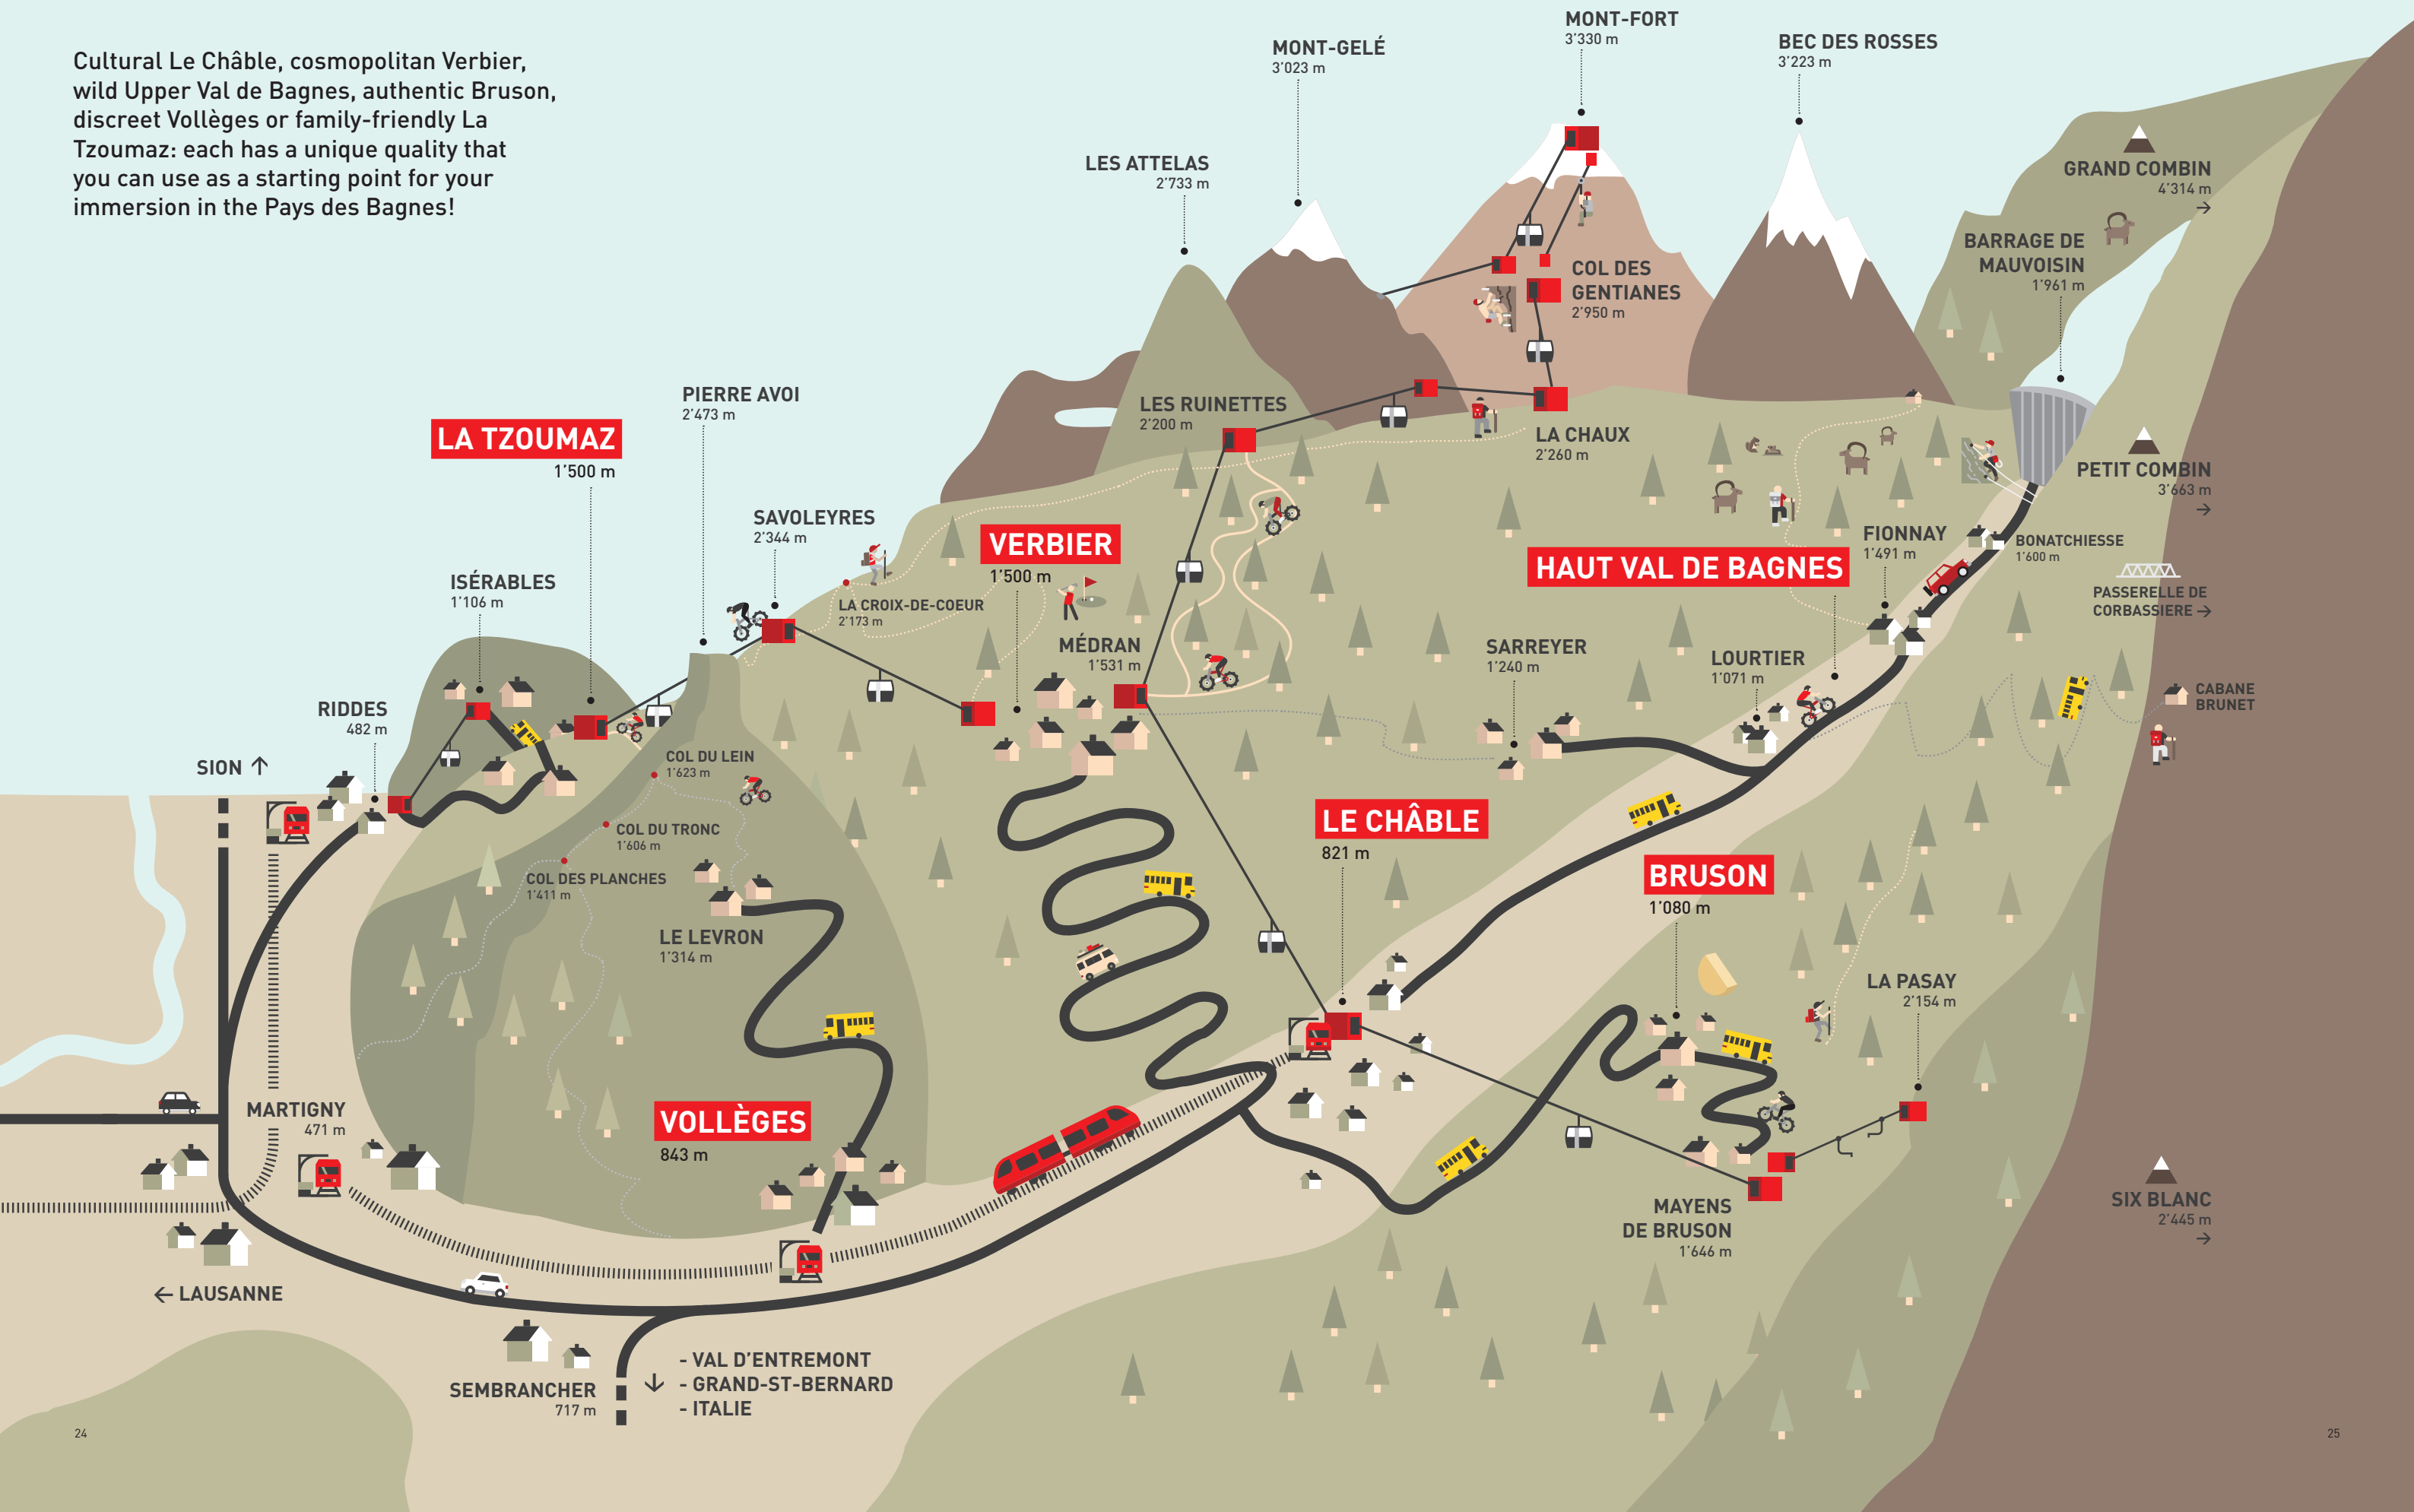 Cultural Le Châble, cosmopolitan Verbier,
wild Upper Val de Bagnes, authentic Bruson,
discreet Vollèges or family-friendly La
Tzoumaz: each has a unique quality that
you can use as a starting point for your
immersion in the Pays des Bagnes!
MONT-FORT
3’330 m
MONT-GELÉ
3’023 m
BEC DES ROSSES
3’223 m
LES ATTELAS
2’733 m
GRAND COMBIN
4’314 m
→
BARRAGE DE
MAUVOISIN
1’961 m
COL DES
GENTIANES
2’950 m
PIERRE AVOI
2’473 m
LES RUINETTES
2’200 m
LA TZOUMAZ
1’500 m
LA CHAUX
2’260 m
PETIT COMBIN
3’663 m
→
SAVOLEYRES
2’344 m
VERBIER
1’500 m
FIONNAY
1’491 m
BONATCHIESSE
1’600 m
HAUT VAL DE BAGNES
ISÉRABLES
1’106 m
LA CROIX-DE-COEUR
2’173 m
PASSERELLE DE
CORBASSIERE →
MÉDRAN
1’531 m
SARREYER
1’240 m
LOURTIER
1’071 m
CABANE
BRUNET
RIDDES
482 m
SION ↑
COL DU LEIN
1’623 m
COL DU TRONC
1’606 m
COL DES PLANCHES
1’411 m
LE CHÂBLE
821 m
BRUSON
1’080 m
LE LEVRON
1’314 m
LA PASAY
2’154 m
MARTIGNY
471 m
VOLLÈGES
843 m
MAYENS
DE BRUSON
1’646 m
SIX BLANC
2’445 m
→
← LAUSANNE
SEMBRANCHER
717 m
↓
- VAL D’ENTREMONT
- GRAND-ST-BERNARD
- ITALIE
24
25